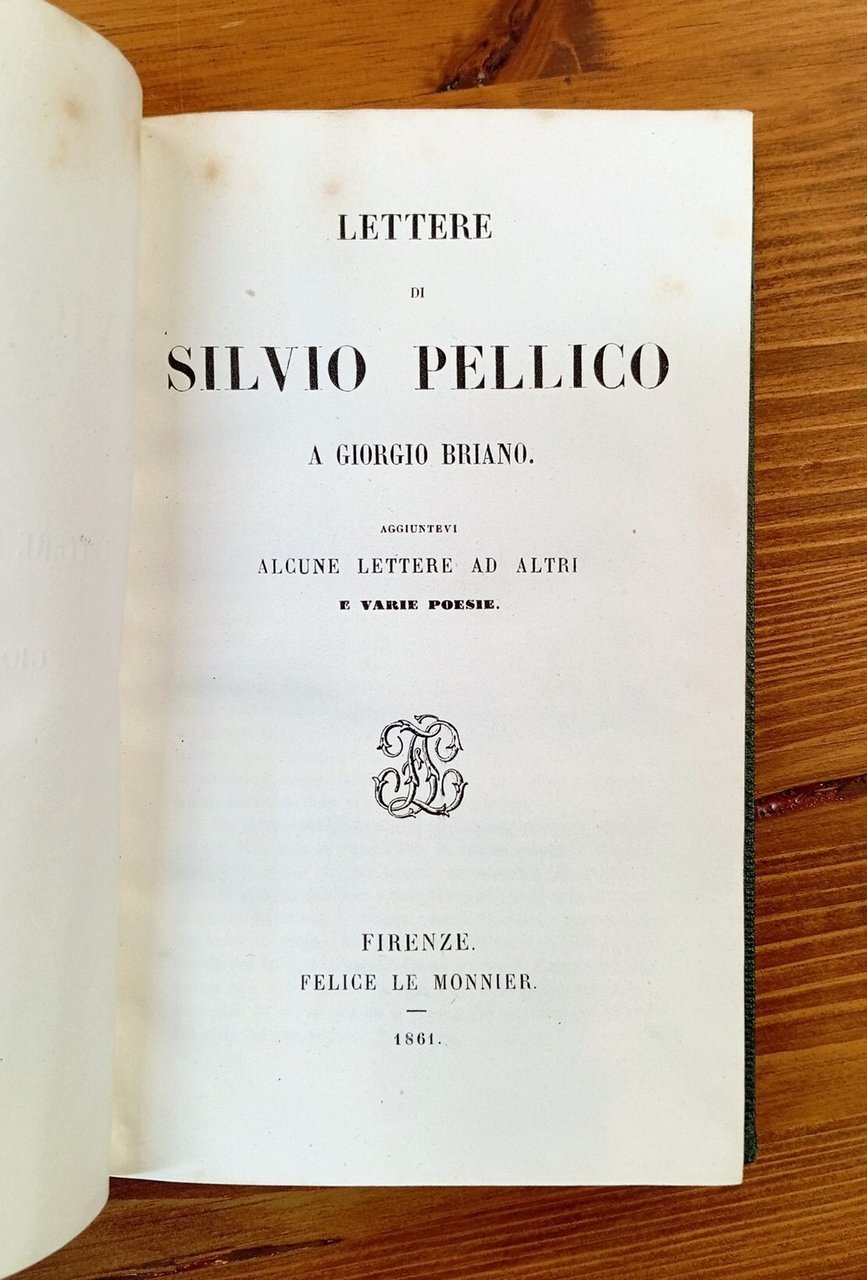 LETTERE
DI
SILVIO PELLICO
A GIORGIO BRIANO.
AGGIUNTEVI
ALCUNE LETTERE AD ALTRI
E VARIE POESIE.
FIRENZE.
FELICE LE MONNIER.
—
1861.